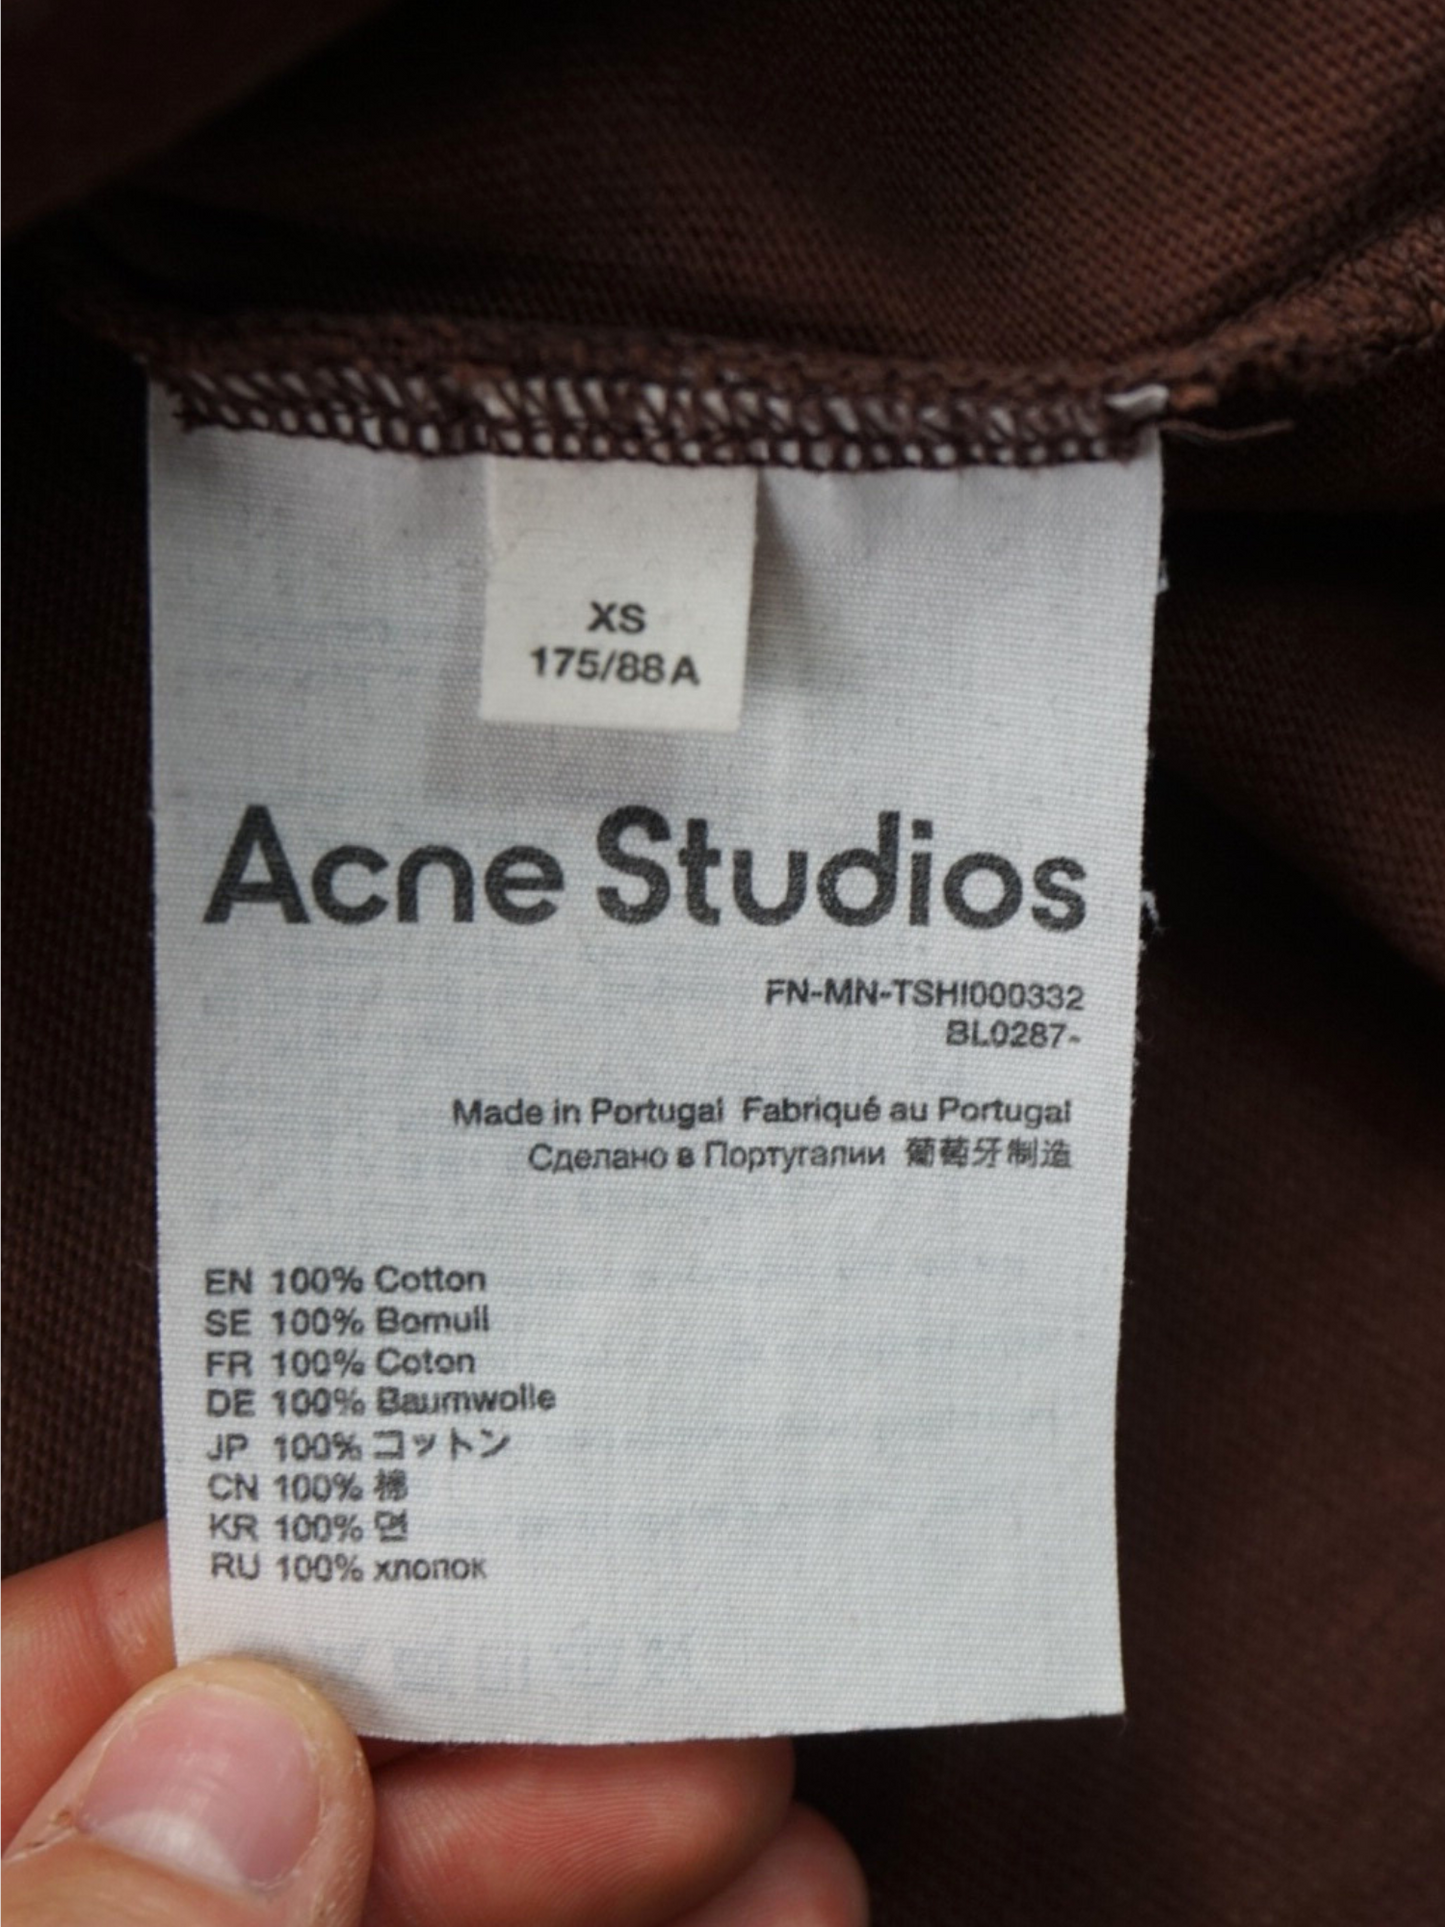 XS
175/88A
Acne Studios
FN-MN-TSHI000332
BL0287-
Made in Portugal Fabriqué au Portugal
Сделано в Португалии 葡萄牙制造
EN 100% Cotton
SE 100% Bomull
FR 100% Coton
DE 100% Baumwolle
JP 100% コットン
CN 100% 棉
KR 100% 면
RU 100% хлопок